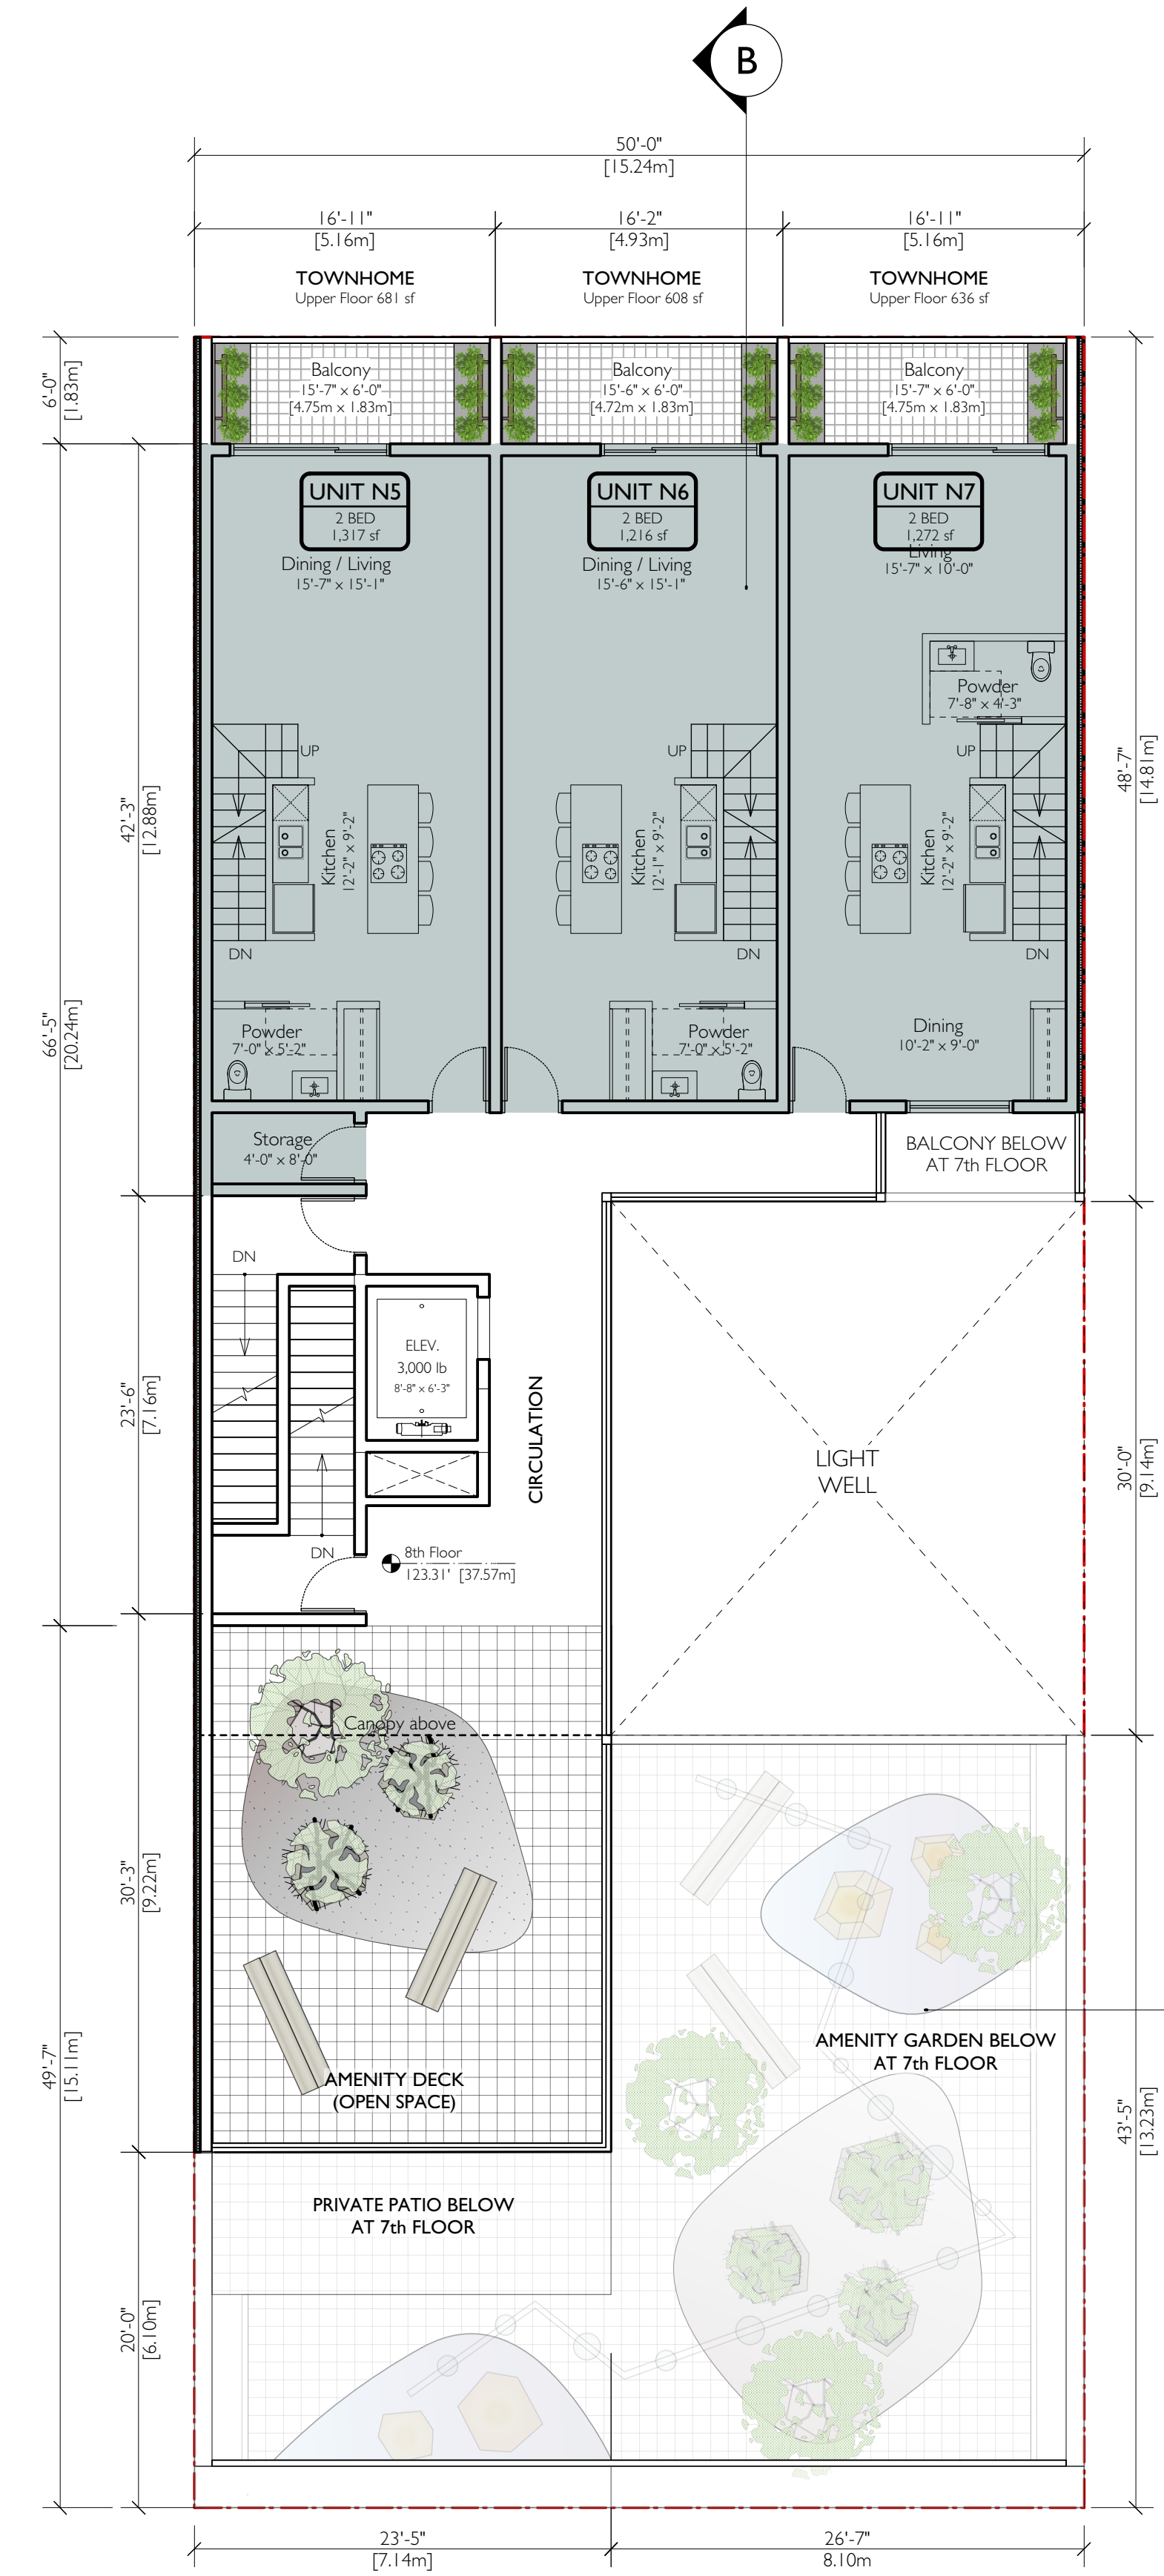 B
50'-0"
[15.24m]
16'-11"
[5.16m]
16'-2"
[4.93m]
16'-11"
[5.16m]
TOWNHOME
Upper Floor 681 sf
TOWNHOME
Upper Floor 608 sf
TOWNHOME
Upper Floor 636 sf
6'-0"
[1.83m]
Balcony
15'-7" x 6'-0"
[4.75m x 1.83m]
Balcony
15'-6" x 6'-0"
[4.72m x 1.83m]
Balcony
15'-7" x 6'-0"
[4.75m x 1.83m]
UNIT N5
2 BED
1,317 sf
Dining / Living
15'-7" x 15'-1"
UNIT N6
2 BED
1,216 sf
Dining / Living
15'-6" x 15'-1"
UNIT N7
2 BED
1,272 sf
Living
15'-7" x 10'-0"
Powder
7'-8" x 4'-3"
UP
UP
UP
42'-3"
[12.88m]
48'-7"
[14.81m]
Kitchen
12'-2" x 9'-2"
Kitchen
12'-1" x 9'-2"
Kitchen
12'-2" x 9'-2"
DN
DN
DN
66'-5"
[20.24m]
Powder
7'-0" x 5'-2"
Powder
7'-0" x 5'-2"
Dining
10'-2" x 9'-0"
Storage
4'-0" x 8'-0"
BALCONY BELOW
AT 7th FLOOR
DN
ELEV.
3,000 lb
8'-8" x 6'-3"
23'-6"
[7.16m]
CIRCULATION
LIGHT
WELL
30'-0"
[9.14m]
DN
8th Floor
123.31' [37.57m]
Canopy above
30'-3"
[9.22m]
AMENITY GARDEN BELOW
AT 7th FLOOR
49'-7"
[15.11m]
AMENITY DECK
(OPEN SPACE)
43'-5"
[13.23m]
PRIVATE PATIO BELOW
AT 7th FLOOR
20'-0"
[6.10m]
23'-5"
[7.14m]
26'-7"
8.10m